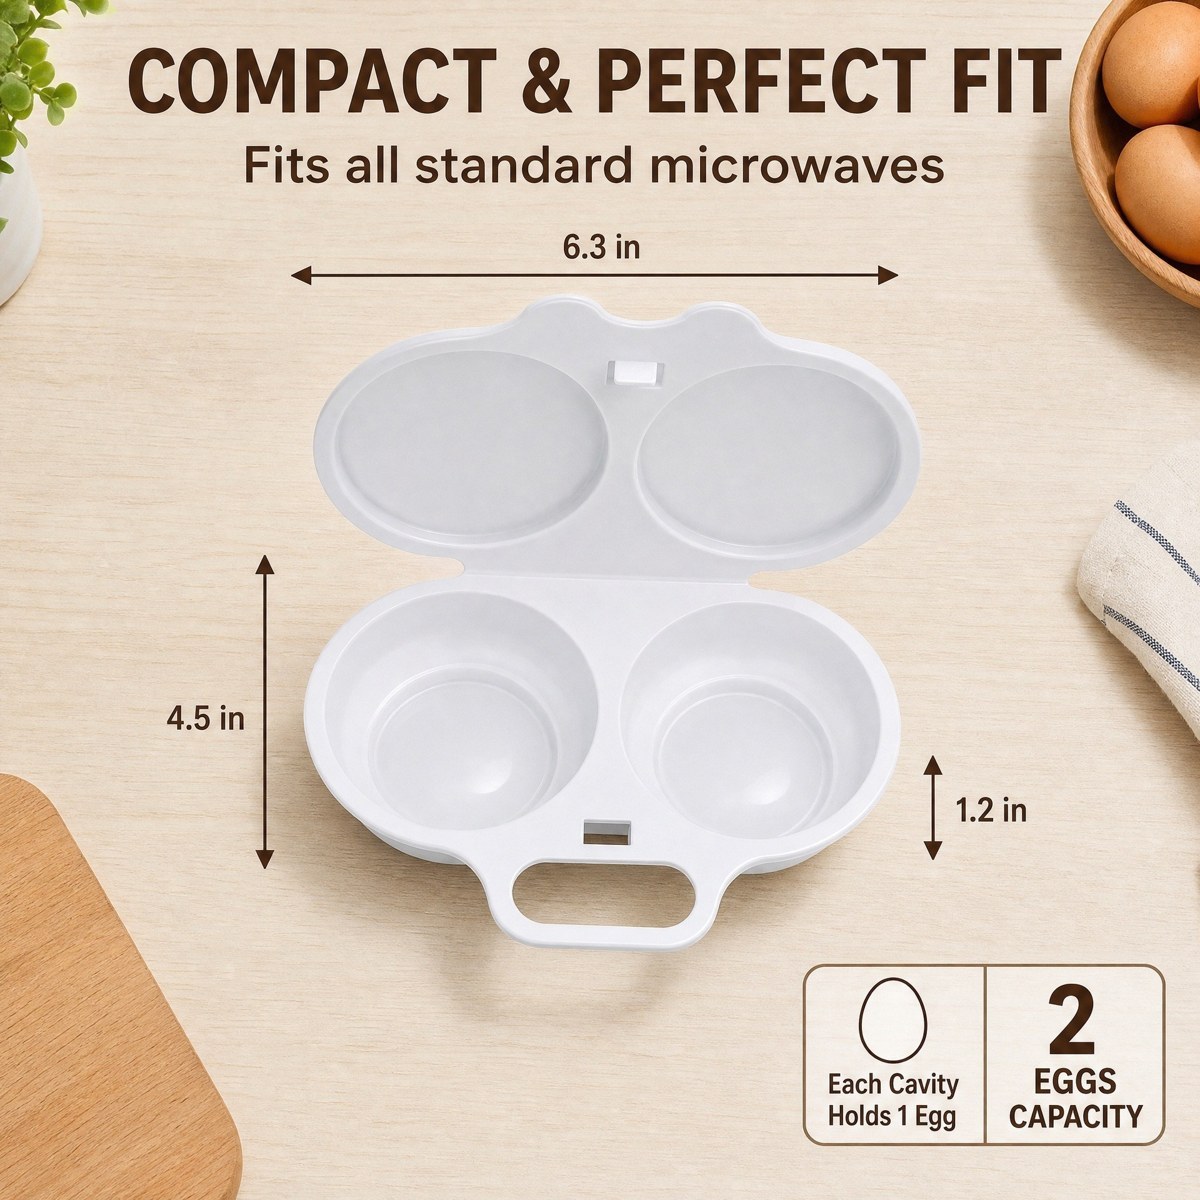 COMPACT & PERFECT FIT
Fits all standard microwaves
6.3 in
4.5 in
1.2 in
Each Cavity
Holds 1 Egg
2
EGGS
CAPACITY